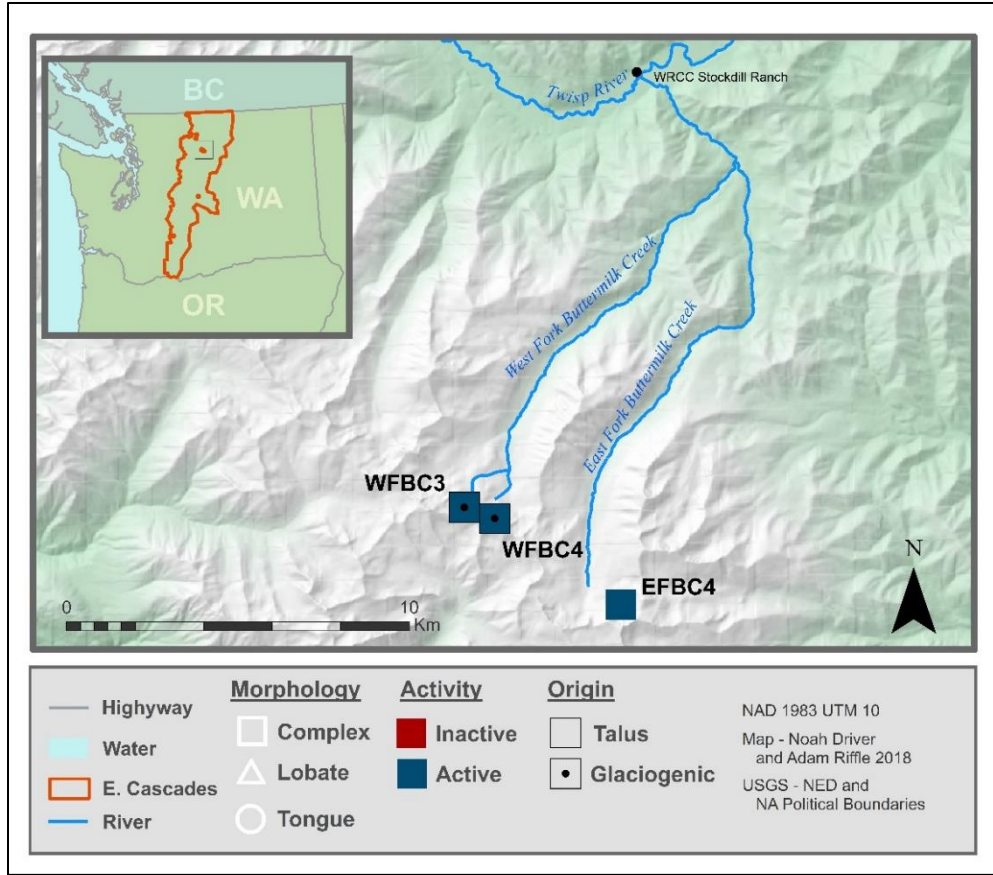 BC
WA
OR
Twisp River
WRCC Stockdill Ranch
West Fork Buttermilk Creek
East Fork Buttermilk Creek
WFBC3
WFBC4
EFBC4
N
0 10
Km
Highyway
Water
E. Cascades
River
Morphology
Complex
Lobate
Tongue
Activity
Inactive
Active
Origin
Talus
Glaciogenic
NAD 1983 UTM 10
Map - Noah Driver
and Adam Riffle 2018
USGS - NED and
NA Political Boundaries